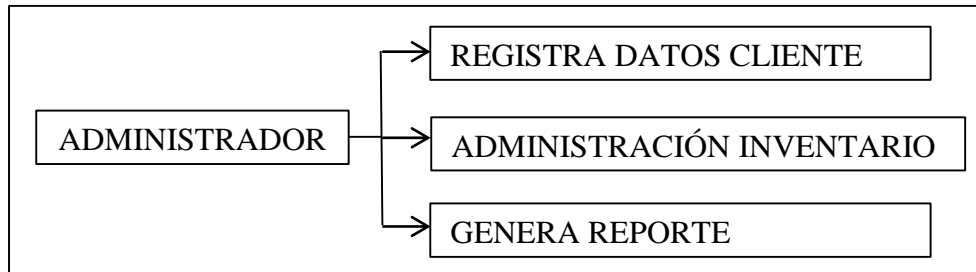 REGISTRA DATOS CLIENTE
ADMINISTRADOR
ADMINISTRACIÓN INVENTARIO
GENERA REPORTE